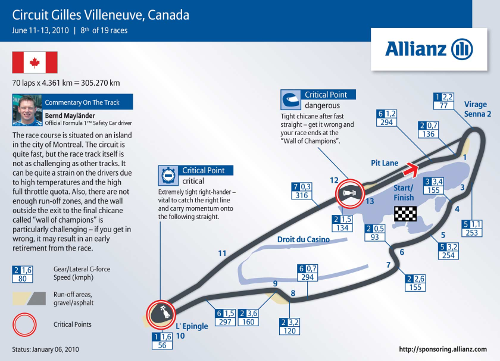 Circuit Gilles Villeneuve, Canada
June 11-13, 2010 | 8th of 19 races
Allianz
70 laps x 4.361 km = 305.270 km
Commentary On The Track
Bernd Mayländer
Official Formula 1™ Safety Car driver
The race course is situated on an island
in the city of Montreal. The circuit is
quite fast, but the race track itself is
not as challenging as other tracks. It
can be quite a strain on the drivers due
to high temperatures and the high
full throttle quota. Also, there are not
enough run-off zones, and the wall
outside the exit to the final chicane
called "wall of champions" is
particularly challenging – if you get in
wrong, it may result in an early
retirement from the race.
Critical Point
dangerous
Tight chicane after fast
straight – get it wrong and
your race ends at the
"Wall of Champions".
Critical Point
critical
Extremely tight right-hander –
vital to catch the right line
and carry momentum onto
the following straight.
1 2,2
77
Virage
Senna 2
6 1,2
294
2 0,7
136
1
Pit Lane
12
7 0,3
316
13
Start/
Finish
3 3,4
155
3
2 1,5
134
4
2 0,5
93
5 1,1
253
5
Droit du Casino
5 3,2
254
6
11
7
2 2,6
155
6 0,7
294
9
8
L'Epingle
10
6 1,5
297
2 3,6
160
2 3,2
120
1 1,6
56
2 1,6
80
Gear/Lateral G-force
Speed (kmph)
Run-off areas,
gravel/asphalt
Critical Points
Status: January 06, 2010
http://sponsoring.allianz.com